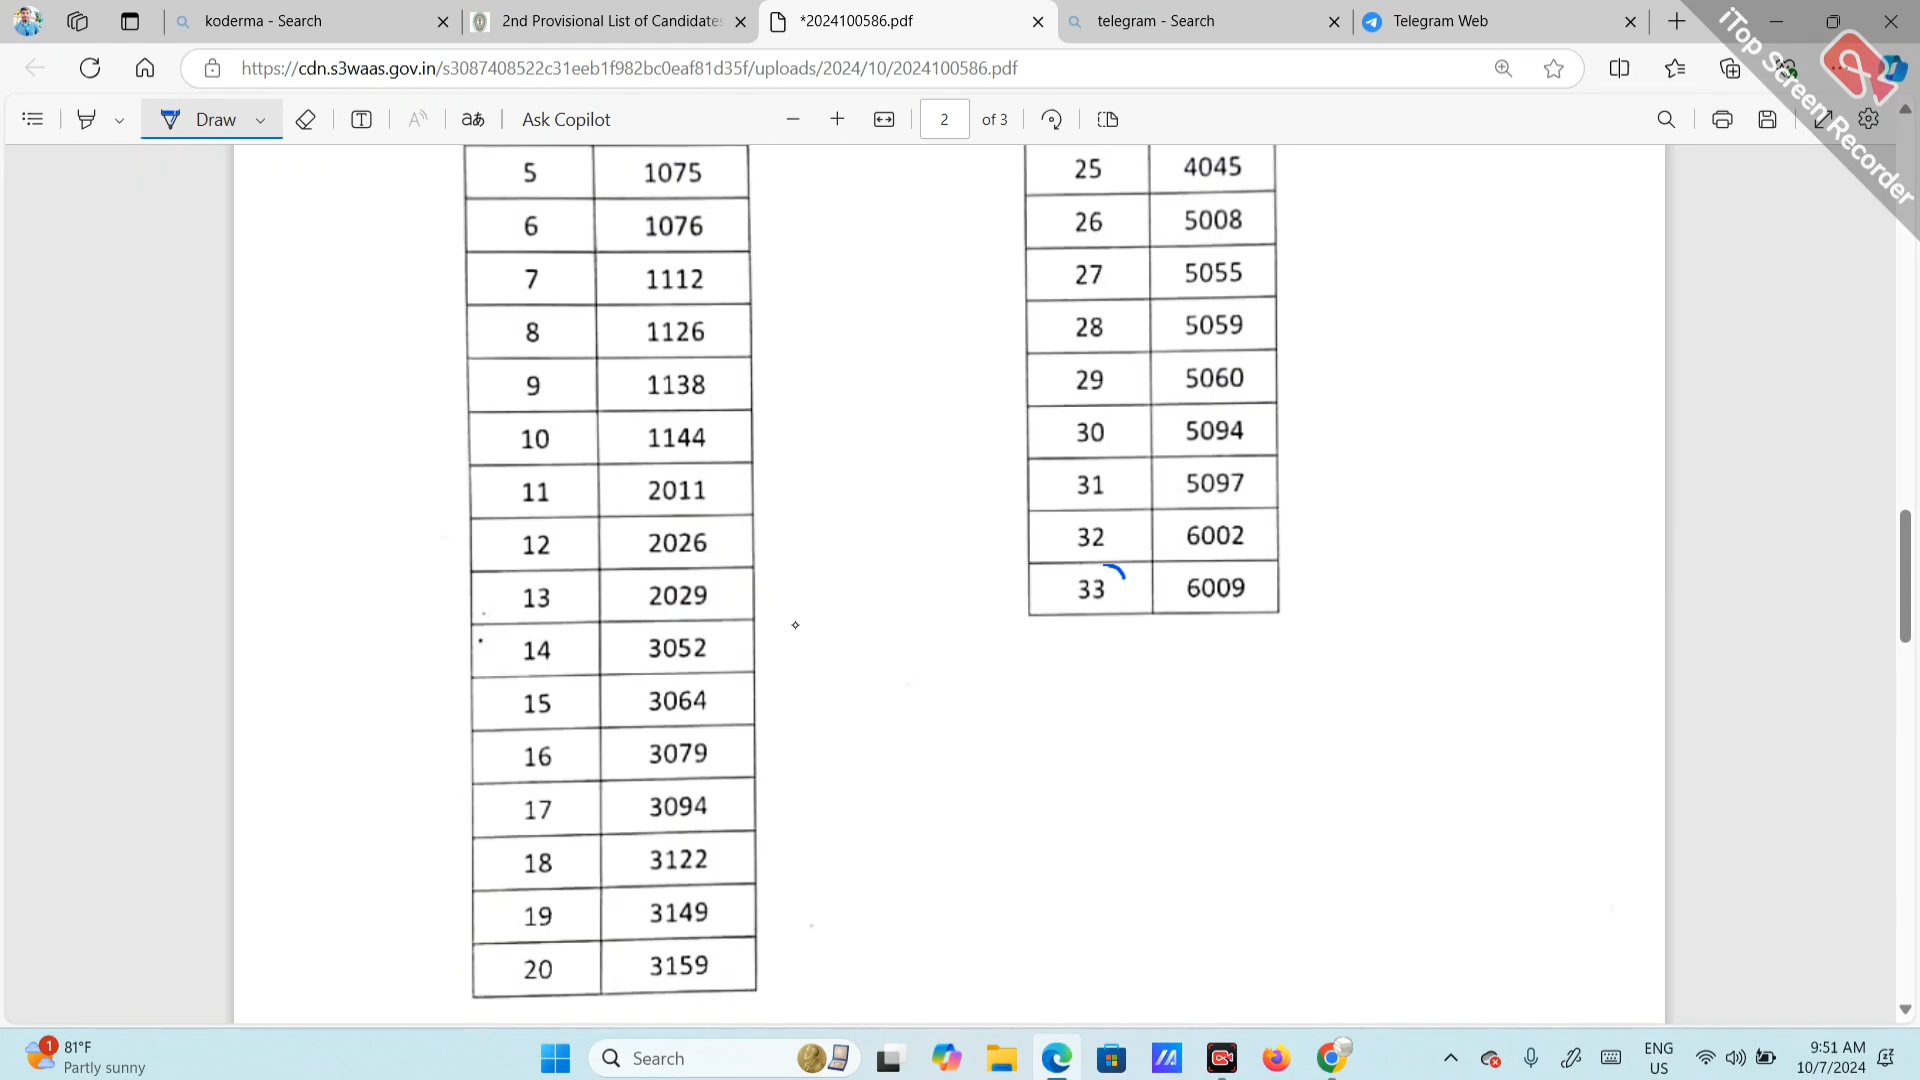 koderma - Search
2nd Provisional List of Candidates
*2024100586.pdf
telegram - Search
Telegram Web
https://cdn.s3waas.gov.in/s3087408522c31eeb1f982bc0eaf81d35f/uploads/2024/10/2024100586.pdf
iTop Screen Recorder
Draw
aあ
Ask Copilot
2 of 3
5 1075
6 1076
7 1112
8 1126
9 1138
10 1144
11 2011
12 2026
13 2029
14 3052
15 3064
16 3079
17 3094
18 3122
19 3149
20 3159
25 4045
26 5008
27 5055
28 5059
29 5060
30 5094
31 5097
32 6002
33 6009
1
81°F
Partly sunny
Search
ENG
US
9:51 AM
10/7/2024